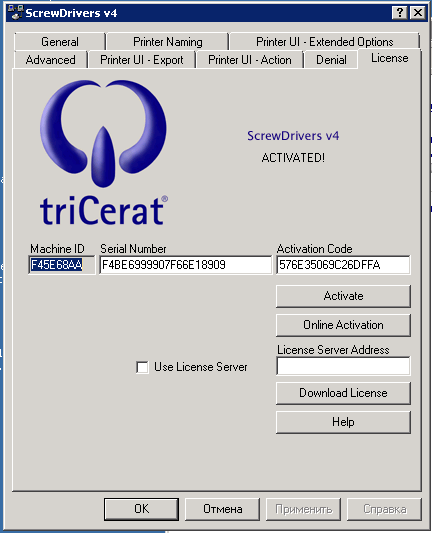 ScrewDrivers v4
General Printer Naming Printer UI - Extended Options
Advanced Printer UI - Export Printer UI - Action Denial License
ScrewDrivers v4
ACTIVATED!
triCerat®
Machine ID Serial Number Activation Code
F45E68AA F4BE6999907F66E18909 576E35069C26DFFA
Activate
Online Activation
License Server Address
Use License Server
Download License
Help
OK Отмена Применить Справка